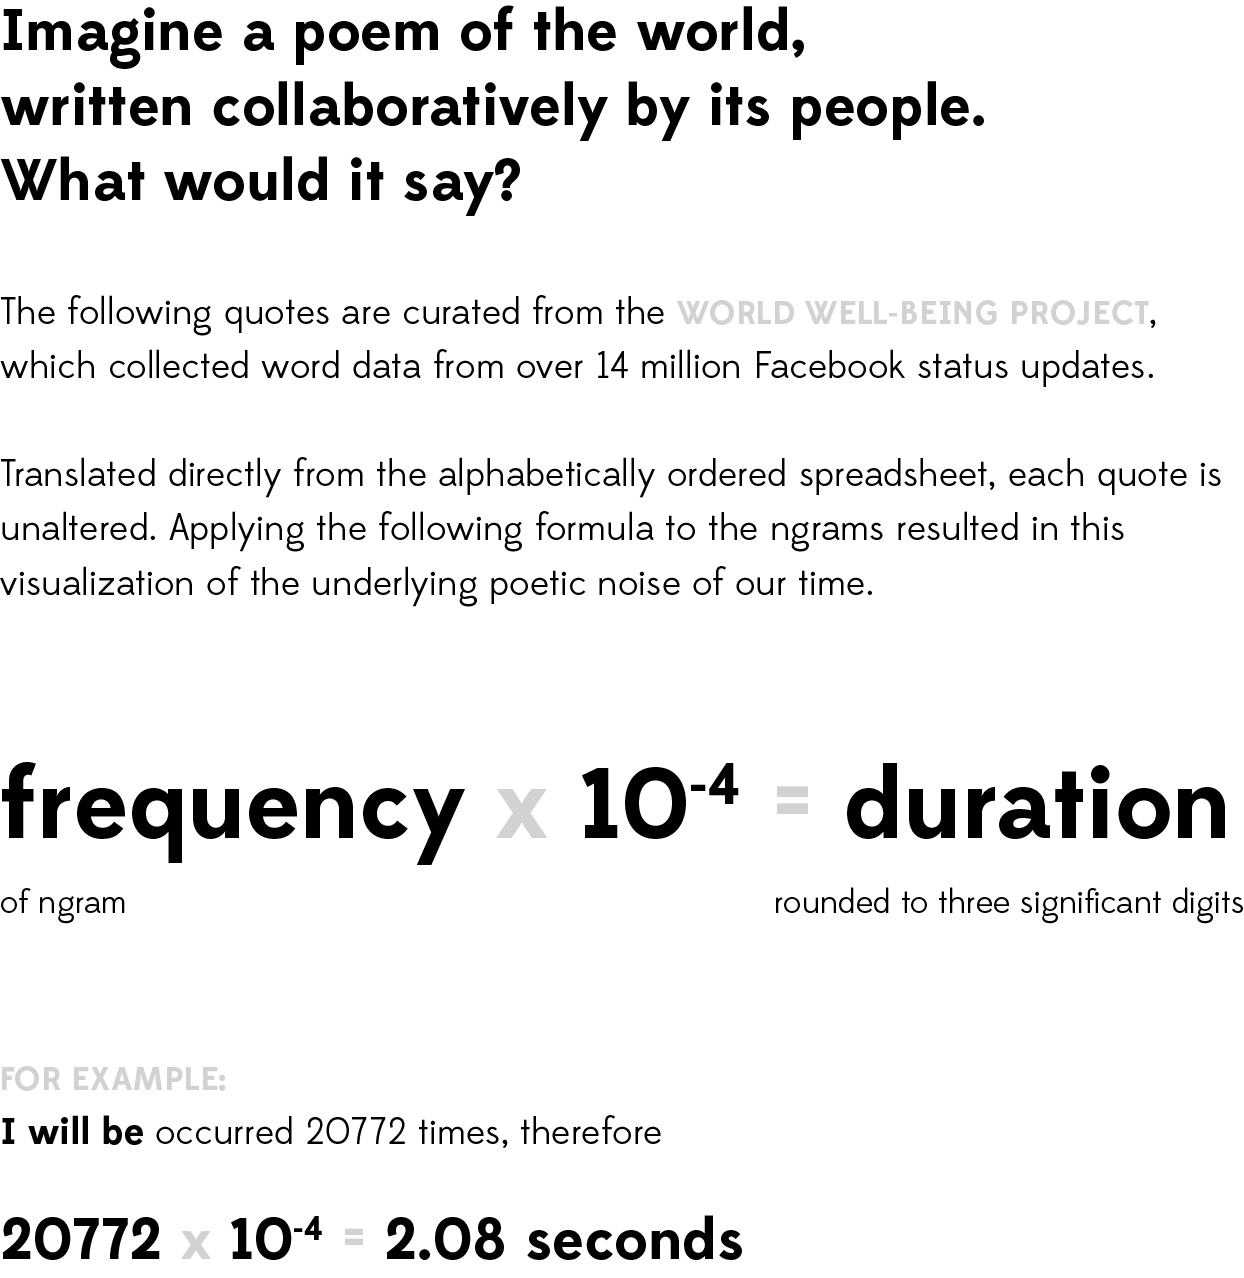 Imagine a poem of the world,
written collaboratively by its people.
What would it say?
The following quotes are curated from the WORLD WELL-BEING PROJECT,
which collected word data from over 14 million Facebook status updates.
Translated directly from the alphabetically ordered spreadsheet, each quote is
unaltered. Applying the following formula to the ngrams resulted in this
visualization of the underlying poetic noise of our time.
frequency x 10⁻⁴ = duration
of ngram rounded to three significant digits
FOR EXAMPLE:
I will be occurred 20772 times, therefore
20772 x 10⁻⁴ = 2.08 seconds